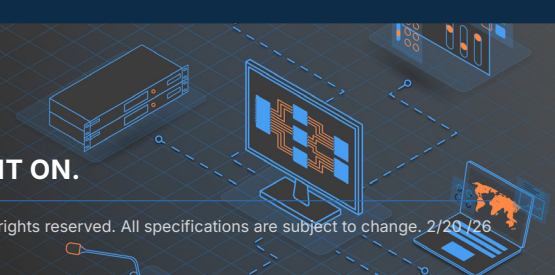 IT ON.
rights reserved. All specifications are subject to change. 2/20 /26